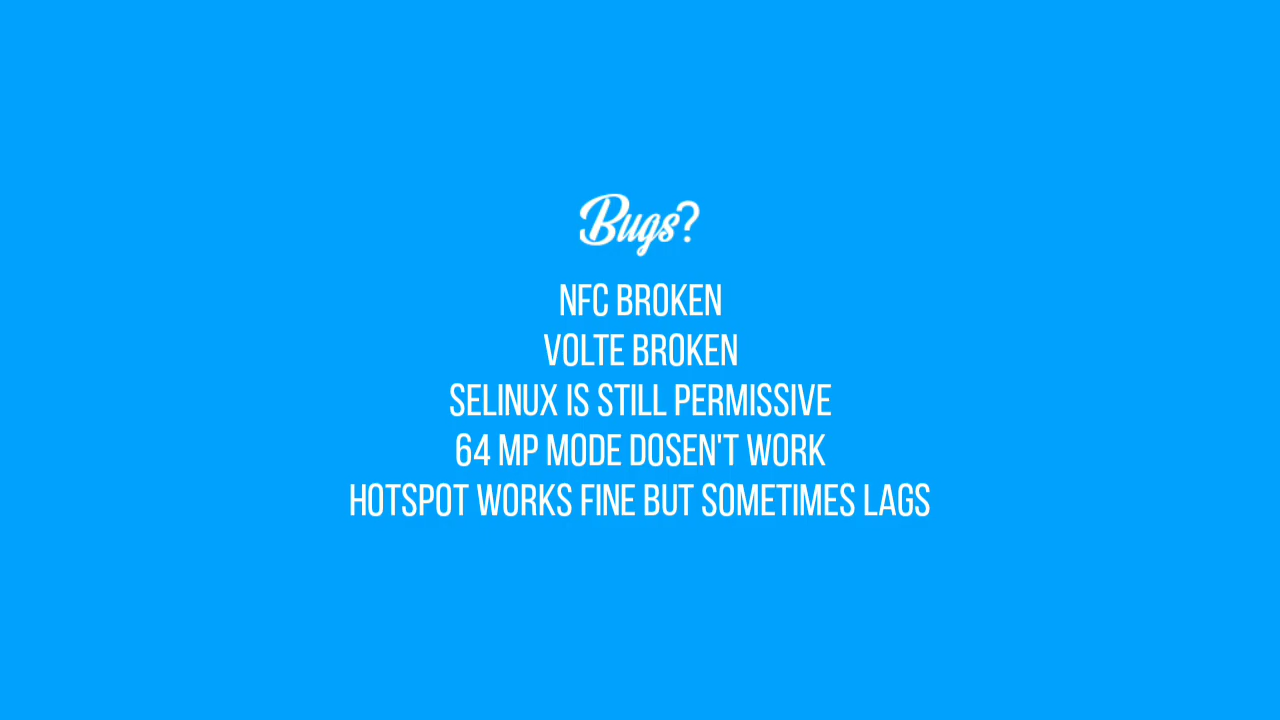 Bugs?
NFC BROKEN
VOLTE BROKEN
SELINUX IS STILL PERMISSIVE
64 MP MODE DOSEN'T WORK
HOTSPOT WORKS FINE BUT SOMETIMES LAGS